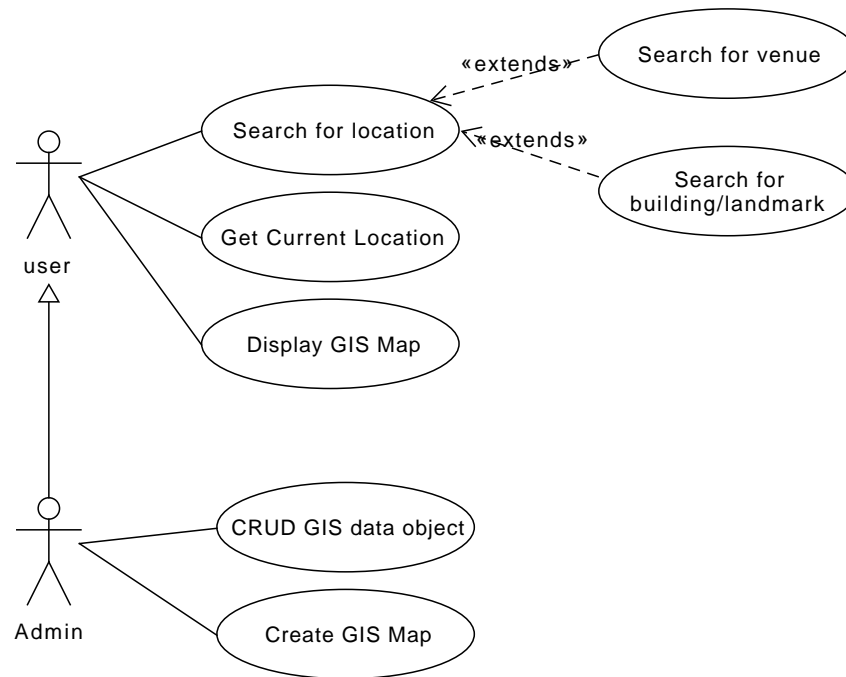 «extends»
Search for venue
Search for location
«extends»
Search for
building/landmark
Get Current Location
user
Display GIS Map
CRUD GIS data object
Admin
Create GIS Map